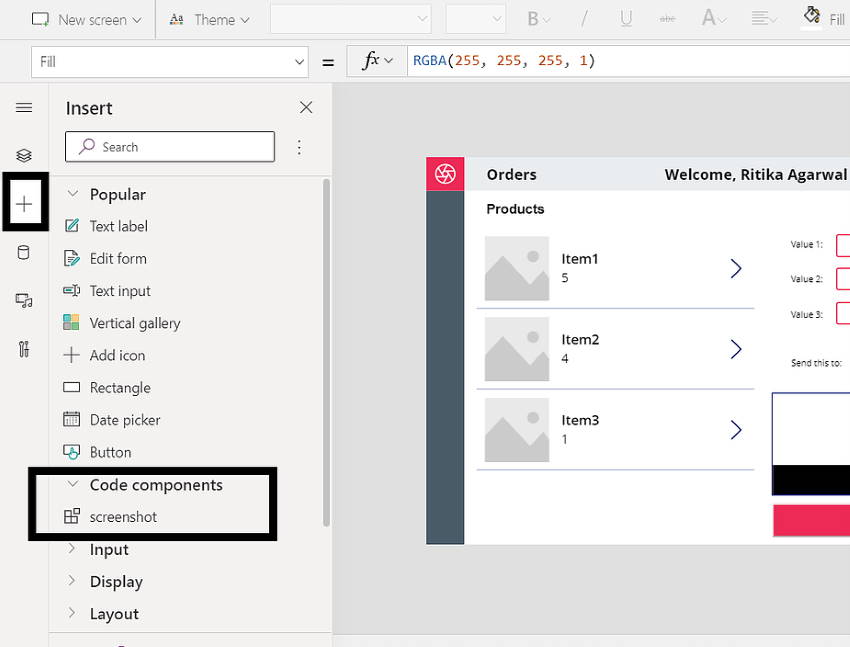 New screen
Theme
B
/
U
abc
A
Fill
Fill
=
fx
RGBA(255, 255, 255, 1)
Insert
Search
Popular
Text label
Edit form
Text input
Vertical gallery
Add icon
Rectangle
Date picker
Button
Code components
screenshot
Input
Display
Layout
Orders
Welcome, Ritika Agarwal
Products
Item1
5
Item2
4
Item3
1
Value 1:
Value 2:
Value 3:
Send this to: